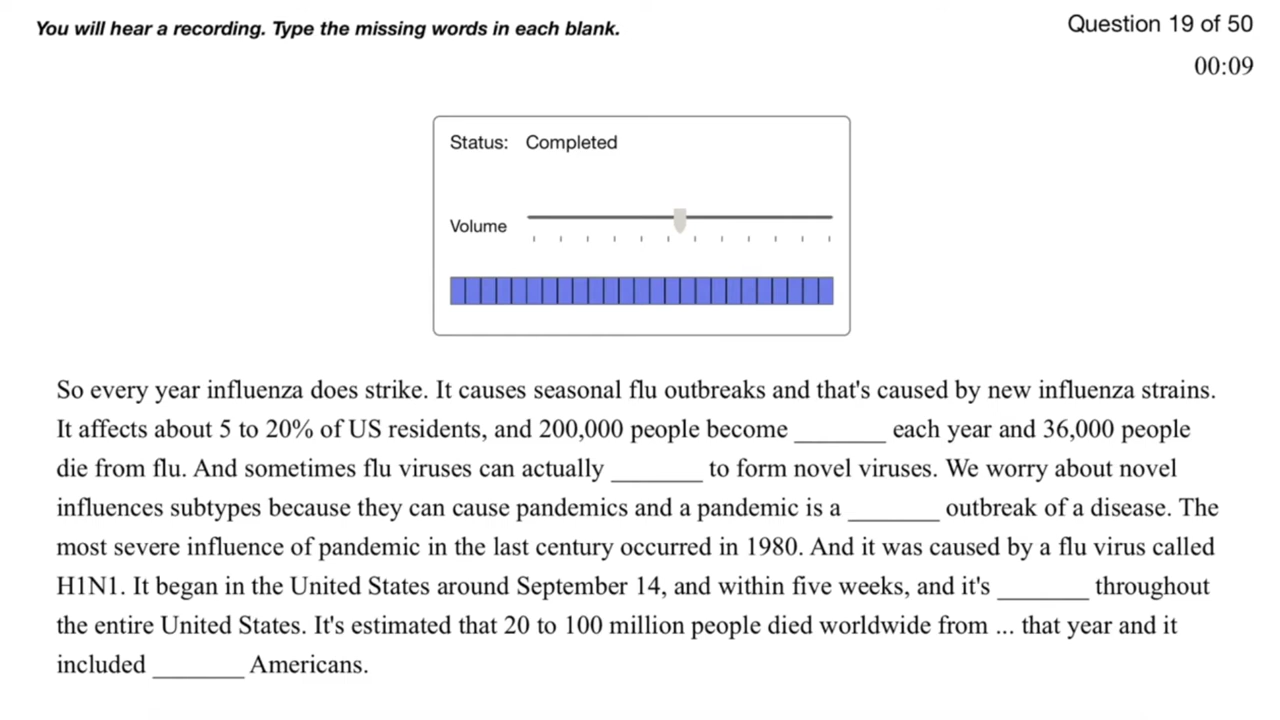 You will hear a recording. Type the missing words in each blank.
Question 19 of 50
00:09
Status: Completed
Volume
So every year influenza does strike. It causes seasonal flu outbreaks and that's caused by new influenza strains.
It affects about 5 to 20% of US residents, and 200,000 people become _______ each year and 36,000 people
die from flu. And sometimes flu viruses can actually _______ to form novel viruses. We worry about novel
influences subtypes because they can cause pandemics and a pandemic is a _______ outbreak of a disease. The
most severe influence of pandemic in the last century occurred in 1980. And it was caused by a flu virus called
H1N1. It began in the United States around September 14, and within five weeks, and it's _______ throughout
the entire United States. It's estimated that 20 to 100 million people died worldwide from ... that year and it
included _______ Americans.